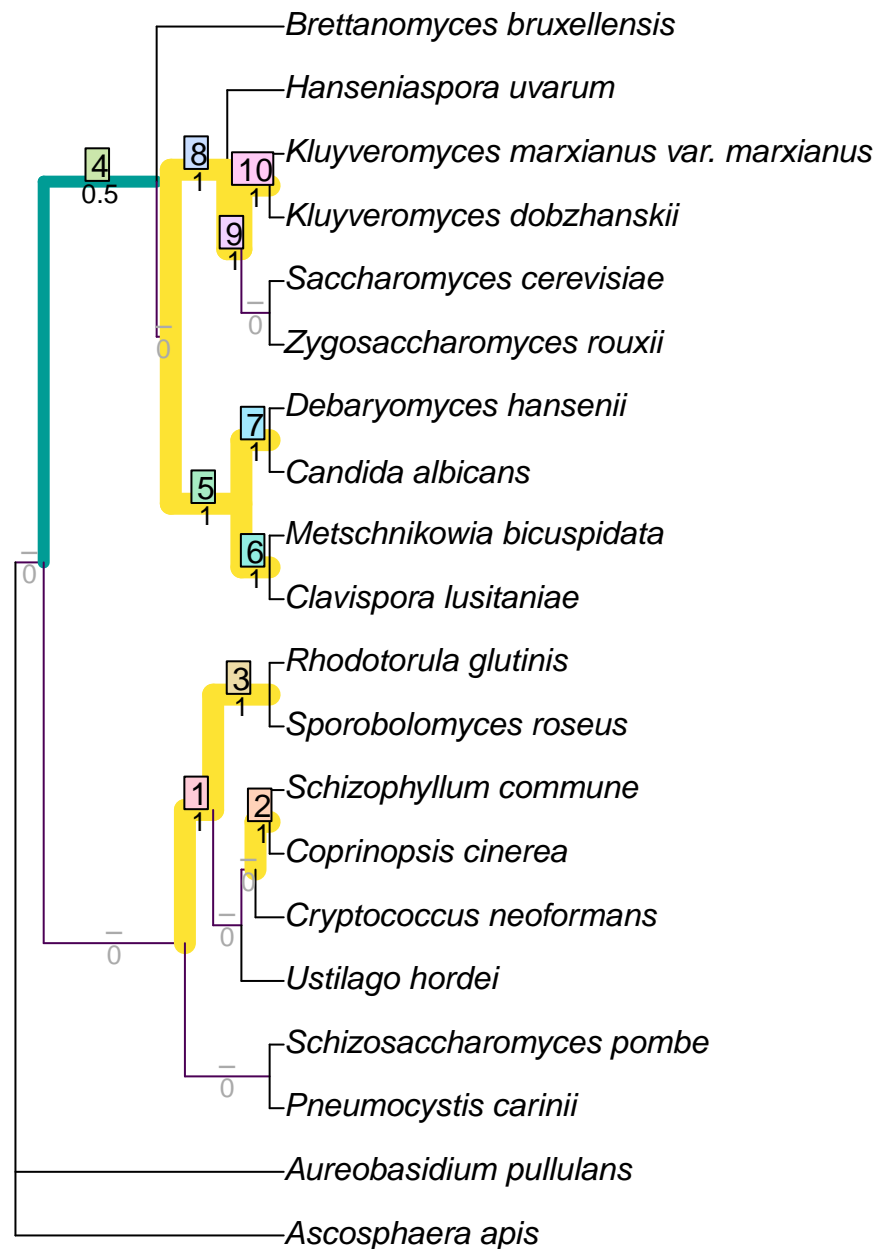 Brettanomyces bruxellensis
Hanseniaspora uvarum
8
1
Kluyveromyces marxianus var. marxianus
4
0.5
10
1
Kluyveromyces dobzhanskii
9
1
Saccharomyces cerevisiae
–
0
–
0
Zygosaccharomyces rouxii
Debaryomyces hansenii
7
1
Candida albicans
5
1
Metschnikowia bicuspidata
6
1
–
0
Clavispora lusitaniae
Rhodotorula glutinis
3
1
Sporobolomyces roseus
Schizophyllum commune
1
1
2
1
Coprinopsis cinerea
–
0
Cryptococcus neoformans
–
0
–
0
Ustilago hordei
Schizosaccharomyces pombe
–
0
Pneumocystis carinii
Aureobasidium pullulans
Ascosphaera apis